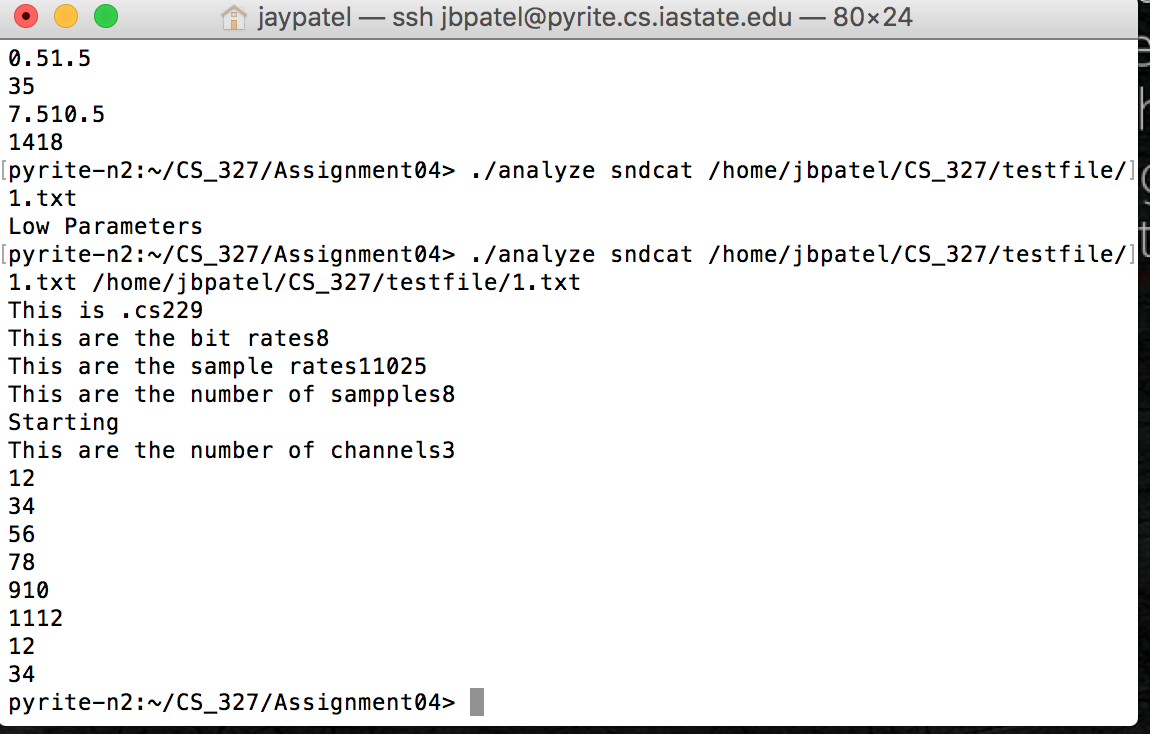 jaypatel — ssh jbpatel@pyrite.cs.iastate.edu — 80×24
0.51.5
35
7.510.5
1418
[pyrite-n2:~/CS_327/Assignment04> ./analyze sndcat /home/jbpatel/CS_327/testfile/]
1.txt
Low Parameters
[pyrite-n2:~/CS_327/Assignment04> ./analyze sndcat /home/jbpatel/CS_327/testfile/]
1.txt /home/jbpatel/CS_327/testfile/1.txt
This is .cs229
This are the bit rates8
This are the sample rates11025
This are the number of sampples8
Starting
This are the number of channels3
12
34
56
78
910
1112
12
34
pyrite-n2:~/CS_327/Assignment04>